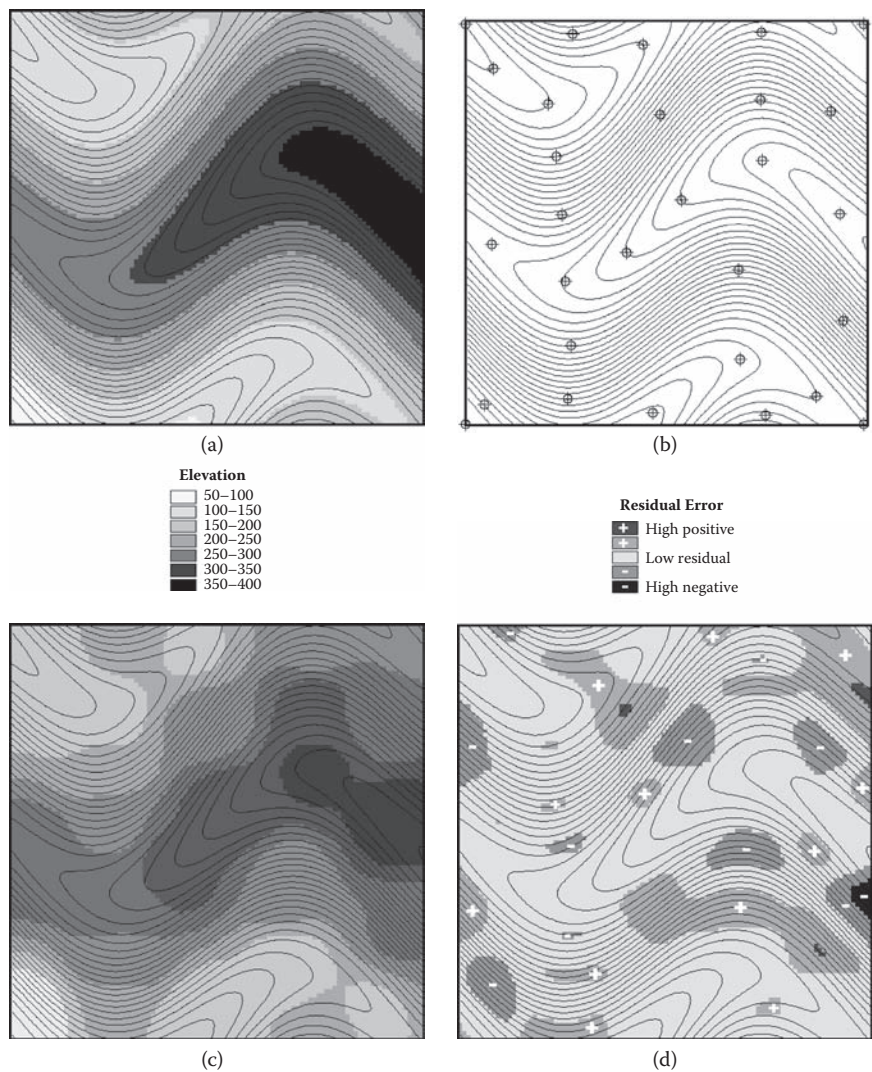 (a)
(b)
Elevation
50–100
100–150
150–200
200–250
250–300
300–350
350–400
Residual Error
+ High positive
+
Low residual
-
- High negative
(c)
(d)